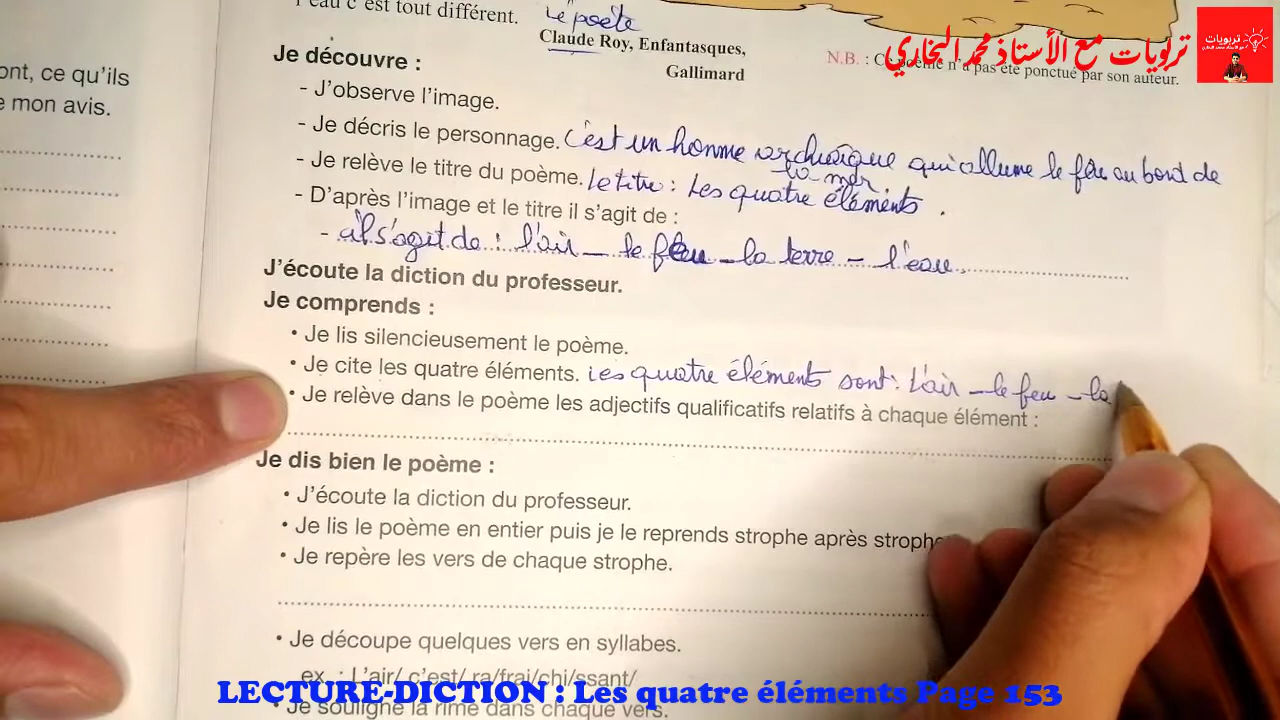 l'eau c'est tout différent.
Le poète
Claude Roy, Enfantasques,
Gallimard
N.B. : Ce poème n'a pas été ponctué par son auteur.
تربويات مع الأستاذ محمد البخاري
تربويات
ont, ce qu'ils
e mon avis.
Je découvre :
- J'observe l'image.
- Je décris le personnage. C'est un homme archaïque qui allume le feu au bord de
la mer.
- Je relève le titre du poème. Le titre : Les quatre éléments.
- D'après l'image et le titre il s'agit de :
- il s'agit de : l'air – le feu – la terre – l'eau.
J'écoute la diction du professeur.
Je comprends :
• Je lis silencieusement le poème.
• Je cite les quatre éléments. Les quatre éléments sont : L'air – le feu – la
• Je relève dans le poème les adjectifs qualificatifs relatifs à chaque élément :
Je dis bien le poème :
• J'écoute la diction du professeur.
• Je lis le poème en entier puis je le reprends strophe après strophe
• Je repère les vers de chaque strophe.
• Je découpe quelques vers en syllabes.
ex. : L'air/ c'est/ ra/fraî/chi/ssant/
• Je souligne la rime dans chaque vers.
LECTURE-DICTION : Les quatre éléments Page 153